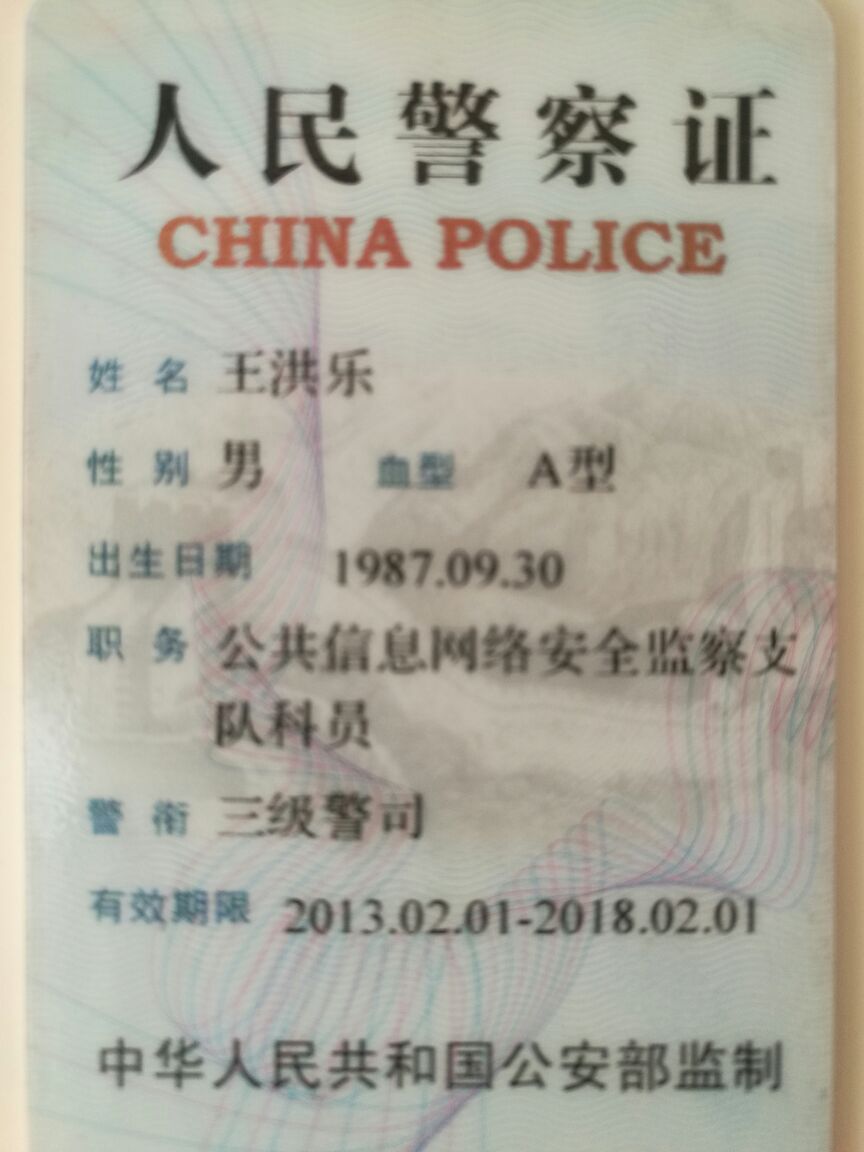 人民警察证
CHINA POLICE
姓 名 王洪乐
性 别 男 血型 A型
出生日期 1987.09.30
职 务 公共信息网络安全监察支
队科员
警 衔 三级警司
有效期限 2013.02.01-2018.02.01
中华人民共和国公安部监制